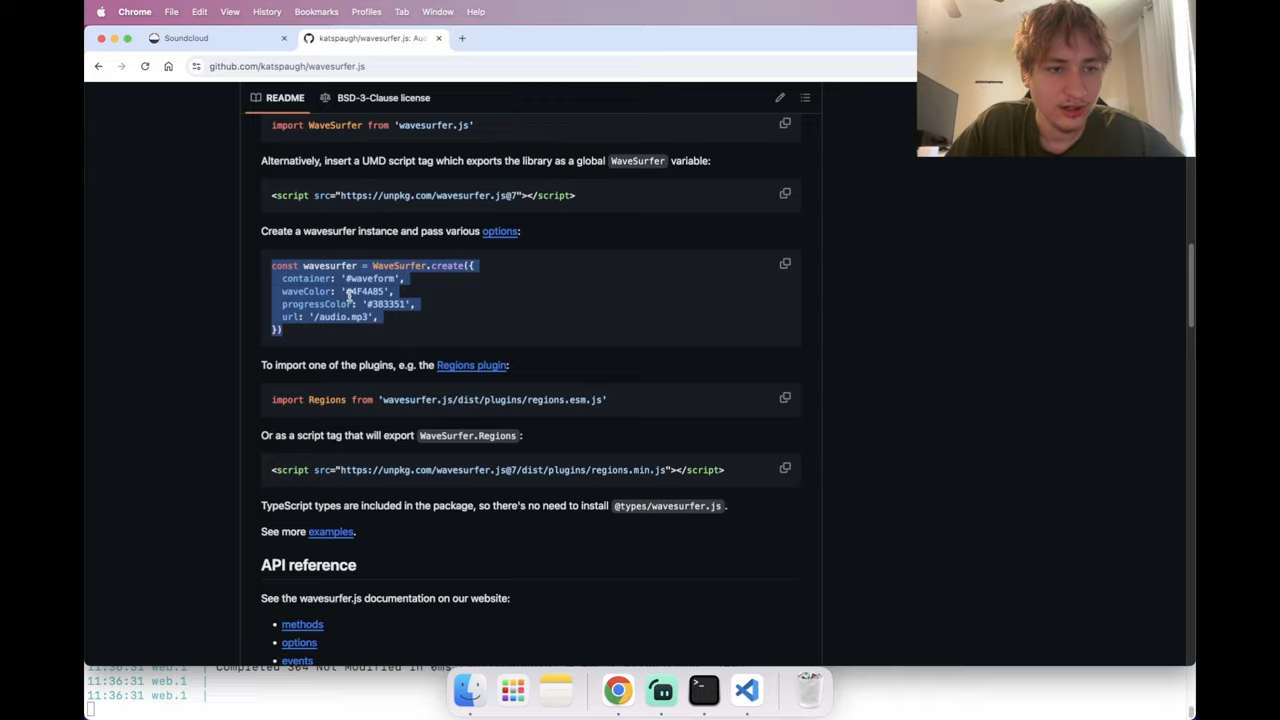 Chrome File Edit View History Bookmarks Profiles Tab Window Help
Soundcloud
katspaugh/wavesurfer.js: Au
github.com/katspaugh/wavesurfer.js
README
BSD-3-Clause license
import WaveSurfer from 'wavesurfer.js'
Alternatively, insert a UMD script tag which exports the library as a global WaveSurfer variable:
<script src="https://unpkg.com/wavesurfer.js@7"></script>
Create a wavesurfer instance and pass various options:
const wavesurfer = WaveSurfer.create({
container: '#waveform',
waveColor: '#4F4A85',
progressColor: '#383351',
url: '/audio.mp3',
})
To import one of the plugins, e.g. the Regions plugin:
import Regions from 'wavesurfer.js/dist/plugins/regions.esm.js'
Or as a script tag that will export WaveSurfer.Regions :
<script src="https://unpkg.com/wavesurfer.js@7/dist/plugins/regions.min.js"></script>
TypeScript types are included in the package, so there's no need to install @types/wavesurfer.js .
See more examples.
API reference
See the wavesurfer.js documentation on our website:
• methods
• options
• events
11:36:31 web.1 | Completed 304 Not Modified in 0ms
11:36:31 web.1 |
11:36:31 web.1 |